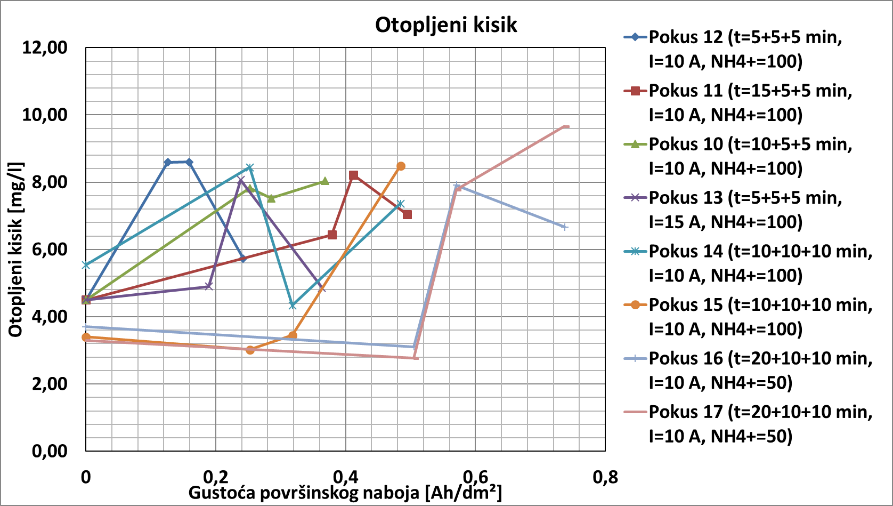 Otopljeni kisik
Otopljeni kisik [mg/l]
12,00
10,00
8,00
6,00
4,00
2,00
0,00
0
0,2
0,4
0,6
0,8
Gustoća površinskog naboja [Ah/dm²]
Pokus 12 (t=5+5+5 min,
I=10 A, NH4+=100)
Pokus 11 (t=15+5+5 min,
I=10 A, NH4+=100)
Pokus 10 (t=10+5+5 min,
I=10 A, NH4+=100)
Pokus 13 (t=5+5+5 min,
I=15 A, NH4+=100)
Pokus 14 (t=10+10+10 min,
I=10 A, NH4+=100)
Pokus 15 (t=10+10+10 min,
I=10 A, NH4+=100)
Pokus 16 (t=20+10+10 min,
I=10 A, NH4+=50)
Pokus 17 (t=20+10+10 min,
I=10 A, NH4+=50)